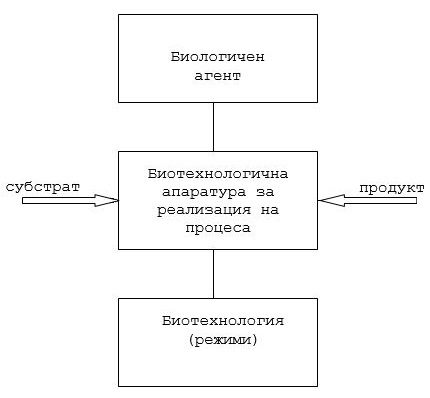 Биологичен
агент
субстрат
Биотехнологична
апаратура за
реализация на
процеса
продукт
Биотехнология
(режими)